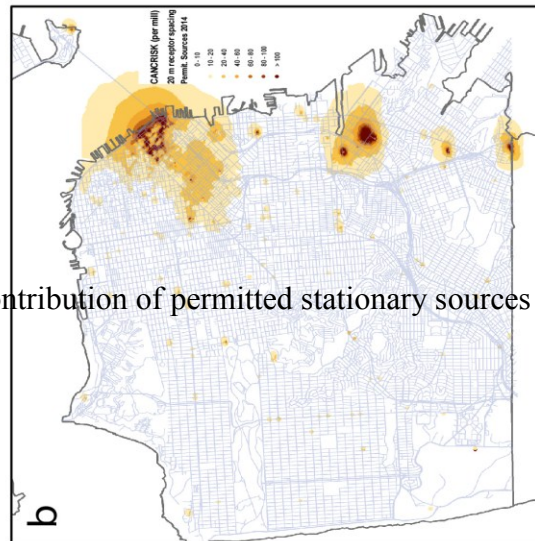 CANCRISK (per mill)
20 m receptor spacing
Permit. Sources 2014
0 - 10
10 - 20
20 - 40
40 - 60
60 - 80
80 - 100
> 100
ontribution of permitted stationary sources
b